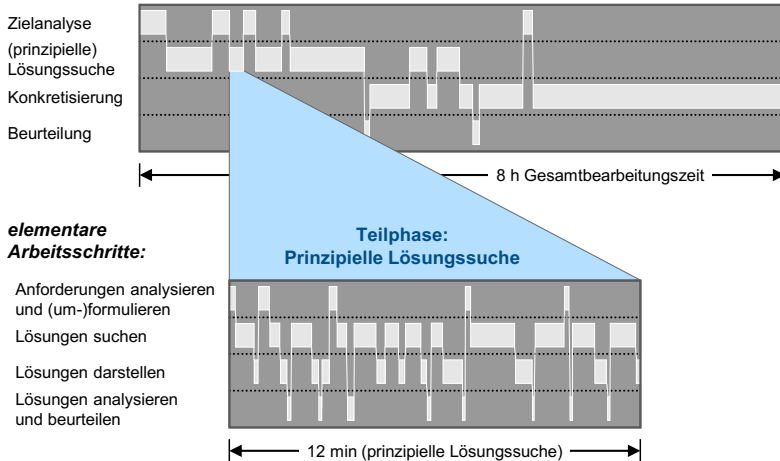 Zielanalyse
(prinzipielle)
Lösungssuche
Konkretisierung
Beurteilung
8 h Gesamtbearbeitungszeit
elementare
Arbeitsschritte:
Teilphase:
Prinzipielle Lösungssuche
Anforderungen analysieren
und (um-)formulieren
Lösungen suchen
Lösungen darstellen
Lösungen analysieren
und beurteilen
12 min (prinzipielle Lösungssuche)